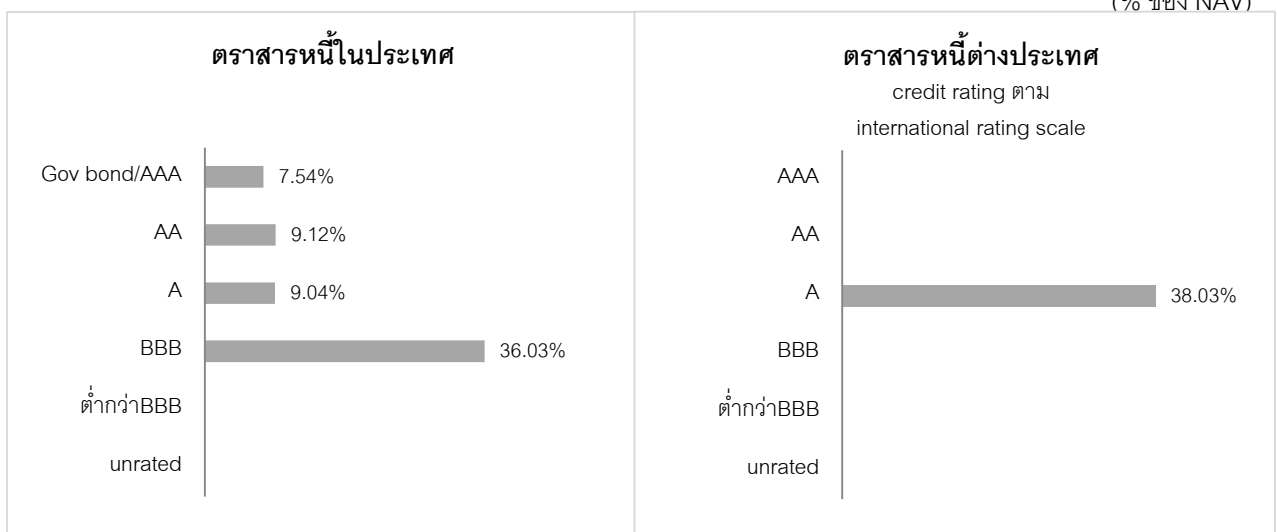 (% ของ NAV)
ตราสารหนี้ในประเทศ
Gov bond/AAA 7.54%
AA 9.12%
A 9.04%
BBB 36.03%
ต่ำกว่าBBB
unrated
ตราสารหนี้ต่างประเทศ
credit rating ตาม
international rating scale
AAA
AA
A 38.03%
BBB
ต่ำกว่าBBB
unrated